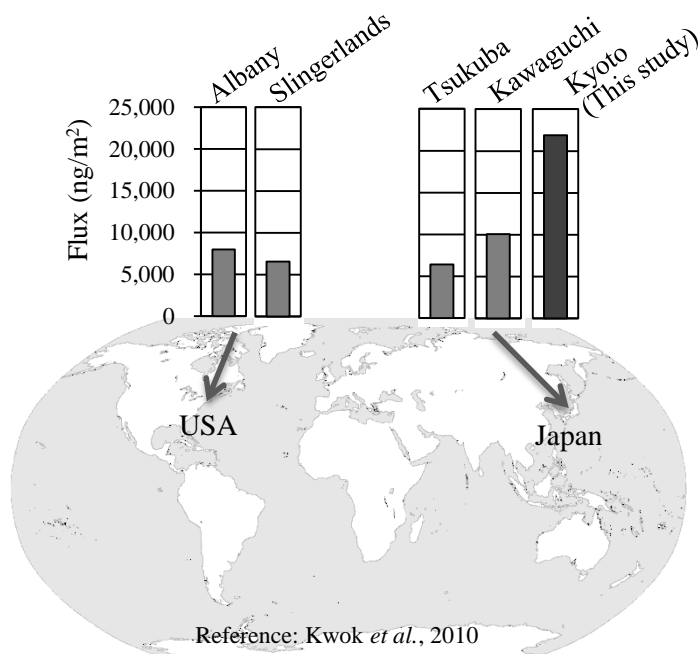 Albany
Slingerlands
Tsukuba
Kawaguchi
Kyoto
(This study)
Flux (ng/m²)
25,000
20,000
15,000
10,000
5,000
0
USA
Japan
Reference: Kwok et al., 2010